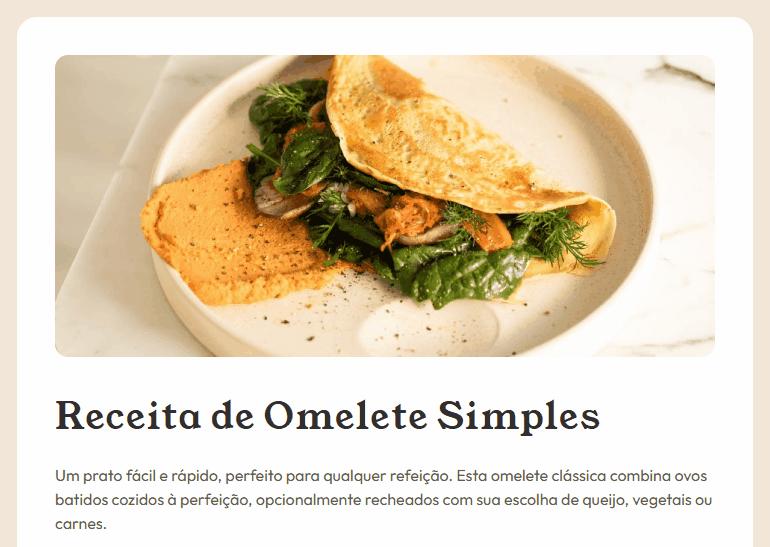 Receita de Omelete Simples
Um prato fácil e rápido, perfeito para qualquer refeição. Esta omelete clássica combina ovos
batidos cozidos à perfeição, opcionalmente recheados com sua escolha de queijo, vegetais ou
carnes.